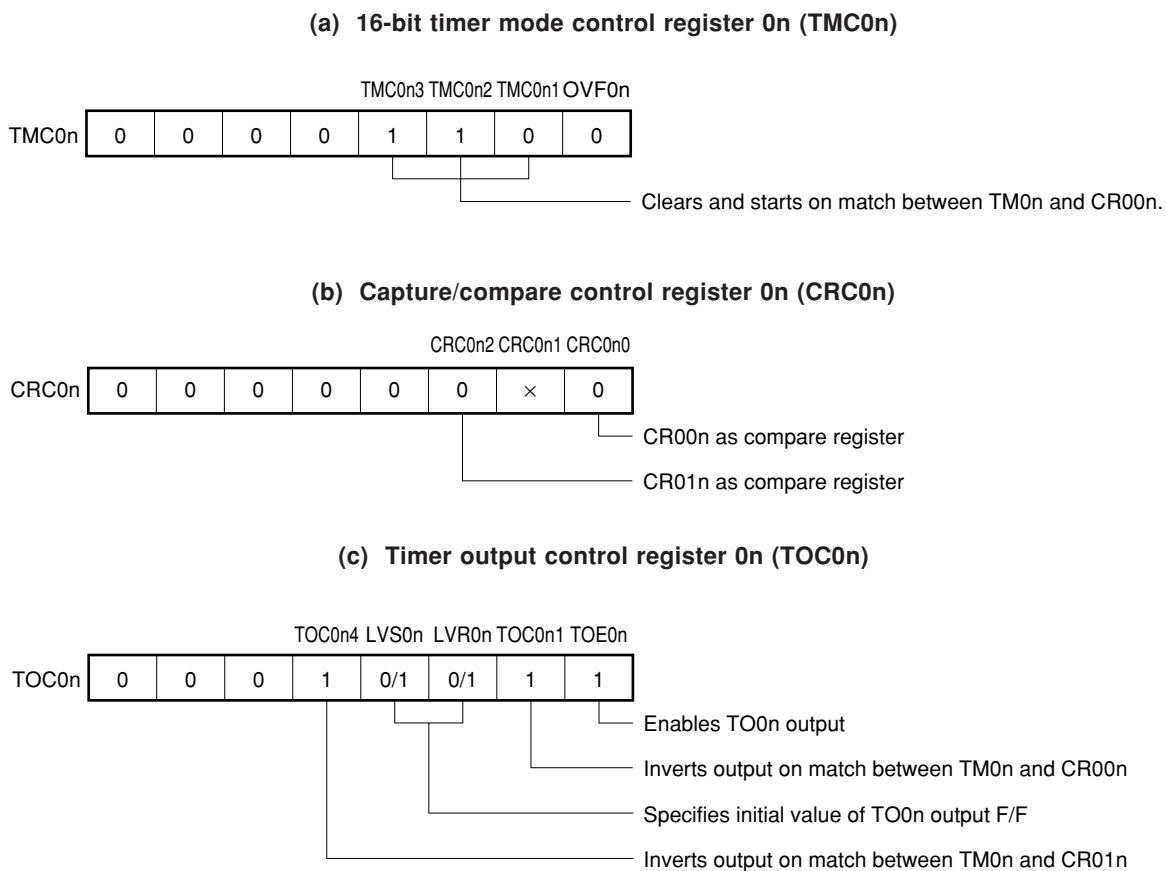 (a) 16-bit timer mode control register 0n (TMC0n)
TMC0n3 TMC0n2 TMC0n1 OVF0n
TMC0n 0 0 0 0 1 1 0 0
Clears and starts on match between TM0n and CR00n.
(b) Capture/compare control register 0n (CRC0n)
CRC0n2 CRC0n1 CRC0n0
CRC0n 0 0 0 0 0 0 × 0
CR00n as compare register
CR01n as compare register
(c) Timer output control register 0n (TOC0n)
TOC0n4 LVS0n LVR0n TOC0n1 TOE0n
TOC0n 0 0 0 1 0/1 0/1 1 1
Enables TO0n output
Inverts output on match between TM0n and CR00n
Specifies initial value of TO0n output F/F
Inverts output on match between TM0n and CR01n